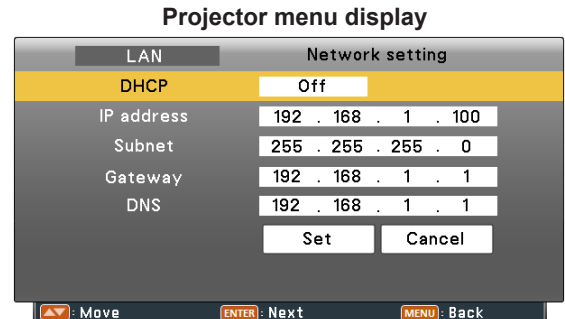 Projector menu display
LAN Network setting
DHCP Off
IP address 192 . 168 . 1 . 100
Subnet 255 . 255 . 255 . 0
Gateway 192 . 168 . 1 . 1
DNS 192 . 168 . 1 . 1
Set Cancel
▲▼ : Move ENTER : Next MENU : Back